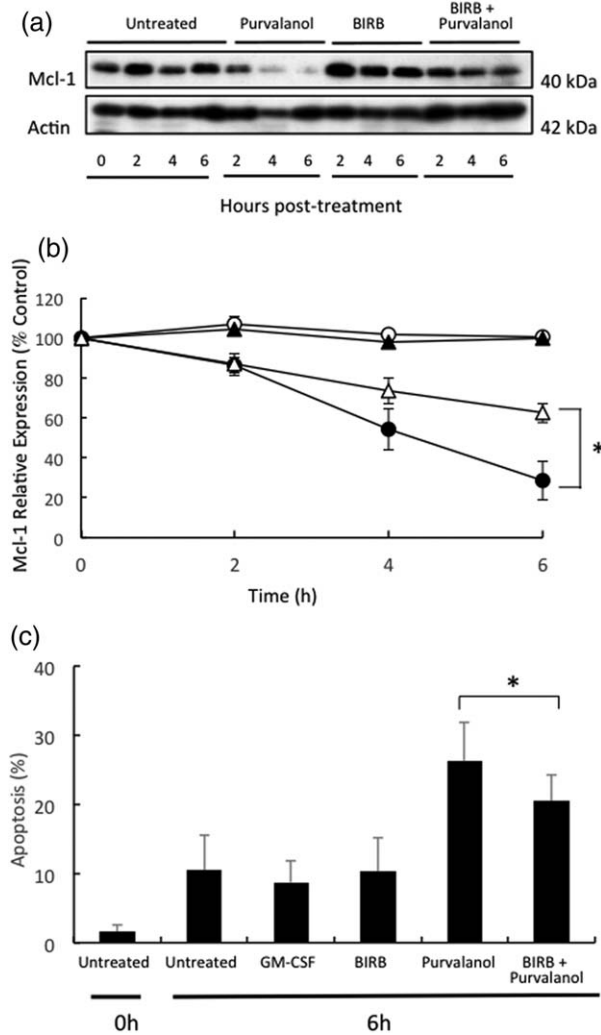 (a)
Untreated Purvalanol BIRB BIRB +
Purvalanol
Mcl-1 40 kDa
Actin 42 kDa
0 2 4 6 2 4 6 2 4 6 2 4 6
Hours post-treatment
(b)
Mcl-1 Relative Expression (% Control)
120
100
80
60
40
20
0
*
0 2 4 6
Time (h)
(c)
Apoptosis (%)
40
30
20
10
0
*
Untreated Untreated GM-CSF BIRB Purvalanol BIRB +
Purvalanol
0h 6h